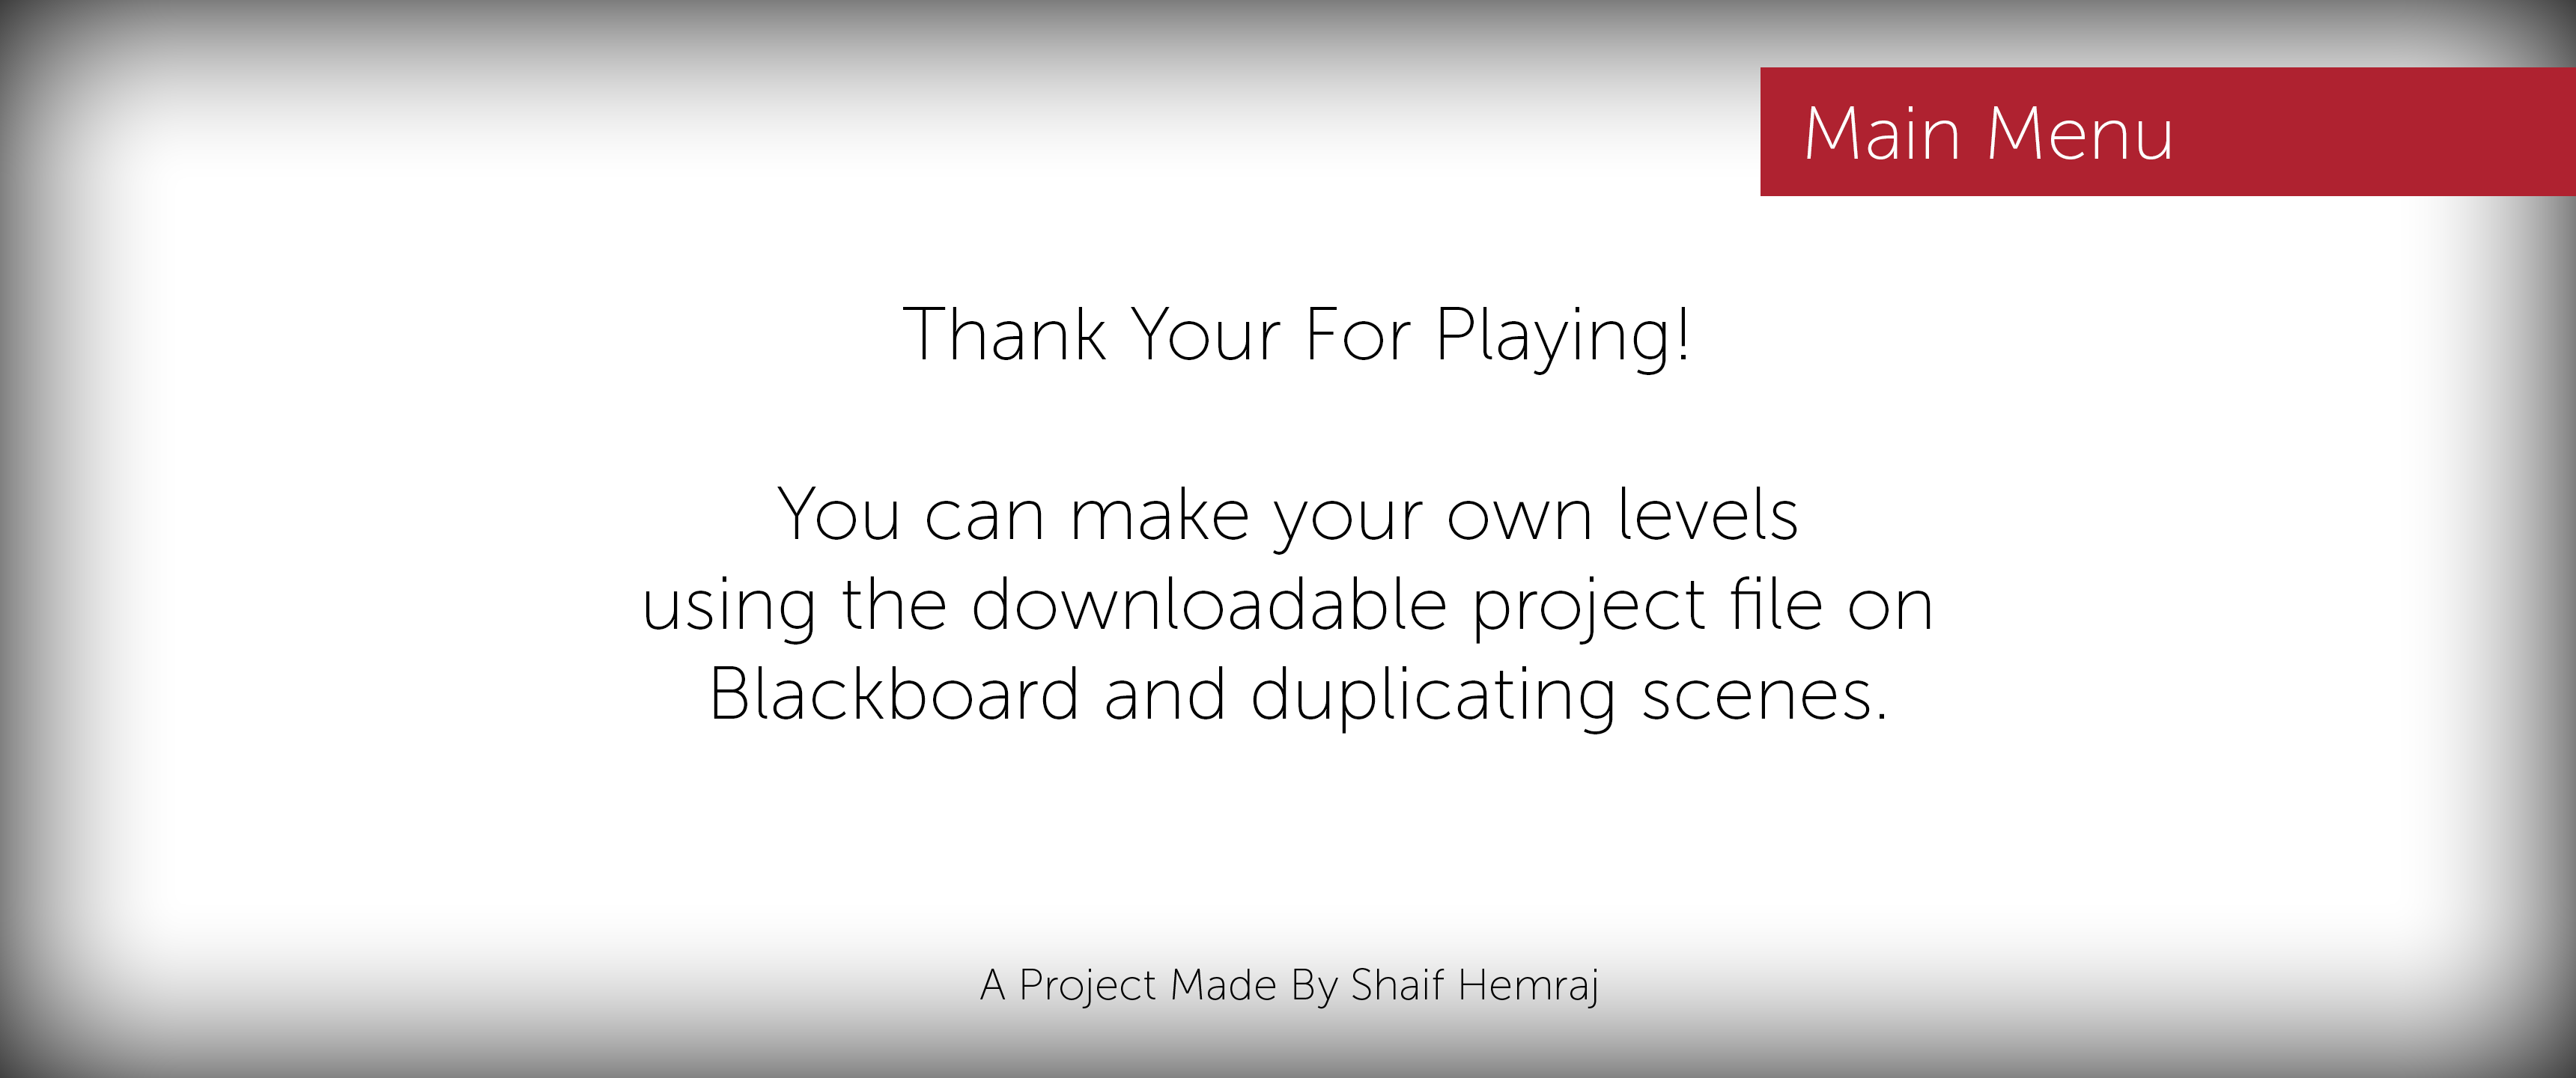 Main Menu
Thank Your For Playing!
You can make your own levels
using the downloadable project file on
Blackboard and duplicating scenes.
A Project Made By Shaif Hemraj